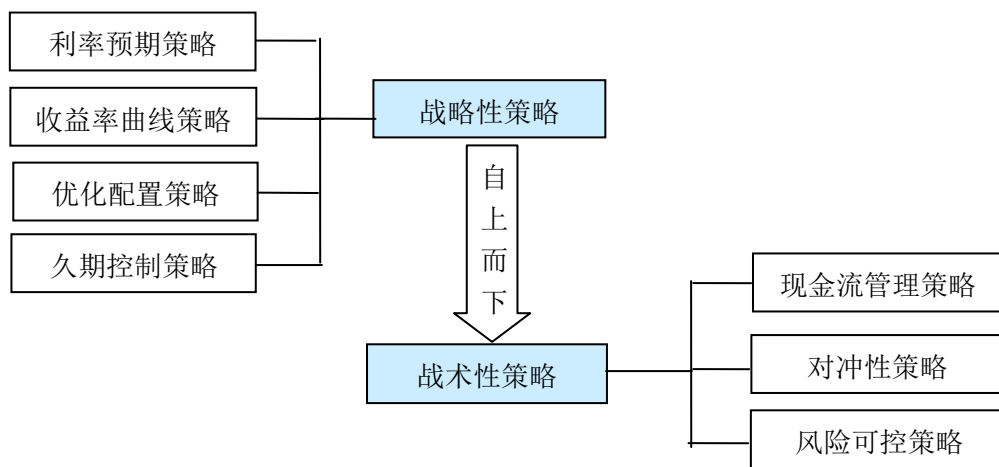 利率预期策略
收益率曲线策略
优化配置策略
久期控制策略
战略性策略
自
上
而
下
战术性策略
现金流管理策略
对冲性策略
风险可控策略